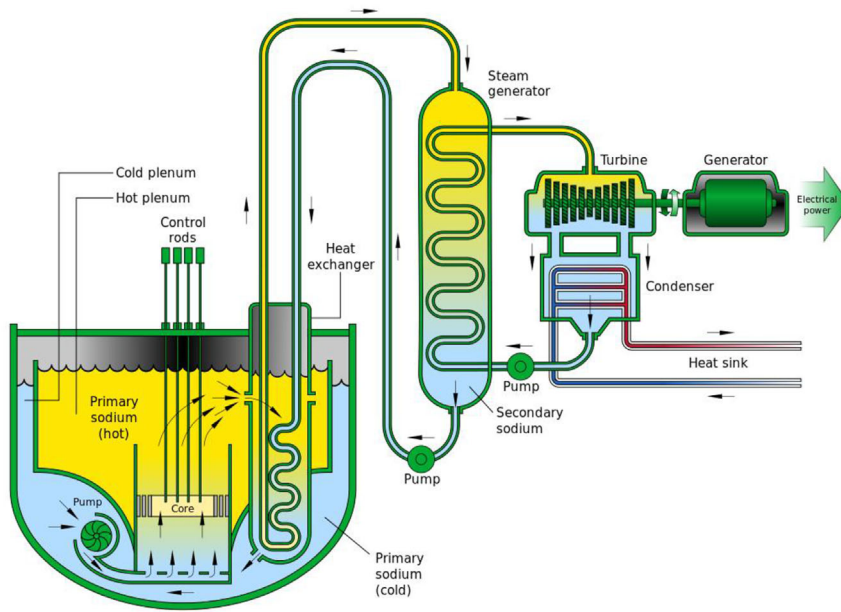 Steam
generator
Turbine
Generator
Electrical
power
Cold plenum
Hot plenum
Control
rods
Heat
exchanger
Condenser
Heat sink
Pump
Primary
sodium
(hot)
Secondary
sodium
Pump
Pump
Core
Primary
sodium
(cold)